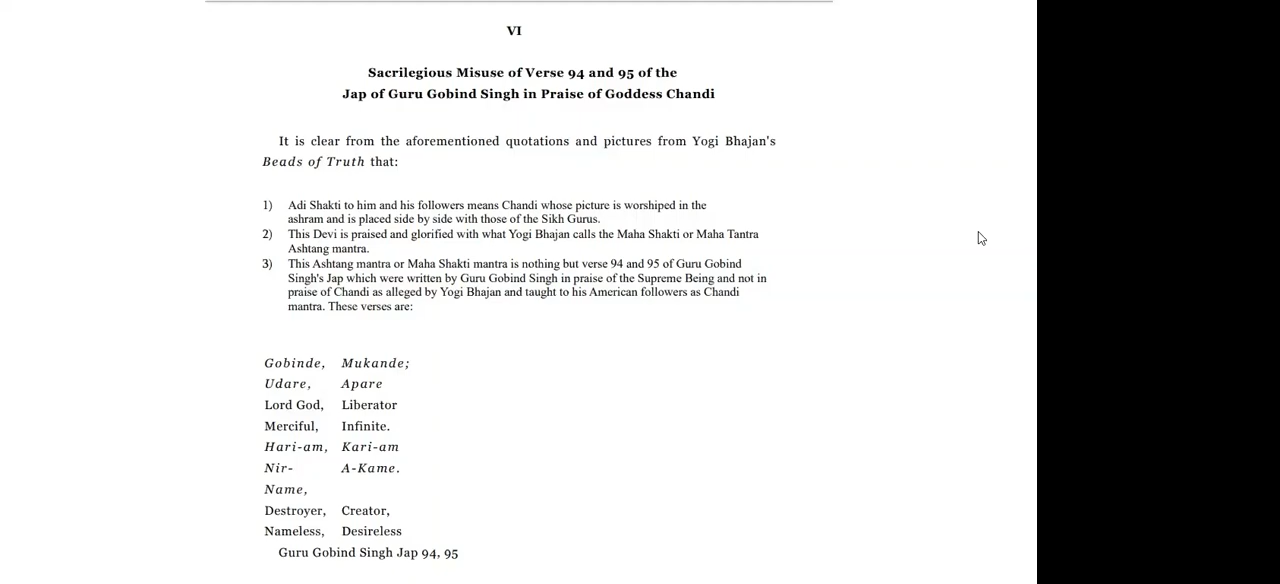 VI
Sacrilegious Misuse of Verse 94 and 95 of the
Jap of Guru Gobind Singh in Praise of Goddess Chandi
It is clear from the aforementioned quotations and pictures from Yogi Bhajan's
Beads of Truth that:
1) Adi Shakti to him and his followers means Chandi whose picture is worshiped in the
ashram and is placed side by side with those of the Sikh Gurus.
2) This Devi is praised and glorified with what Yogi Bhajan calls the Maha Shakti or Maha Tantra
Ashtang mantra.
3) This Ashtang mantra or Maha Shakti mantra is nothing but verse 94 and 95 of Guru Gobind
Singh's Jap which were written by Guru Gobind Singh in praise of the Supreme Being and not in
praise of Chandi as alleged by Yogi Bhajan and taught to his American followers as Chandi
mantra. These verses are:
Gobinde, Mukande;
Udare, Apare
Lord God, Liberator
Merciful, Infinite.
Hari-am, Kari-am
Nir- A-Kame.
Name,
Destroyer, Creator,
Nameless, Desireless
Guru Gobind Singh Jap 94, 95